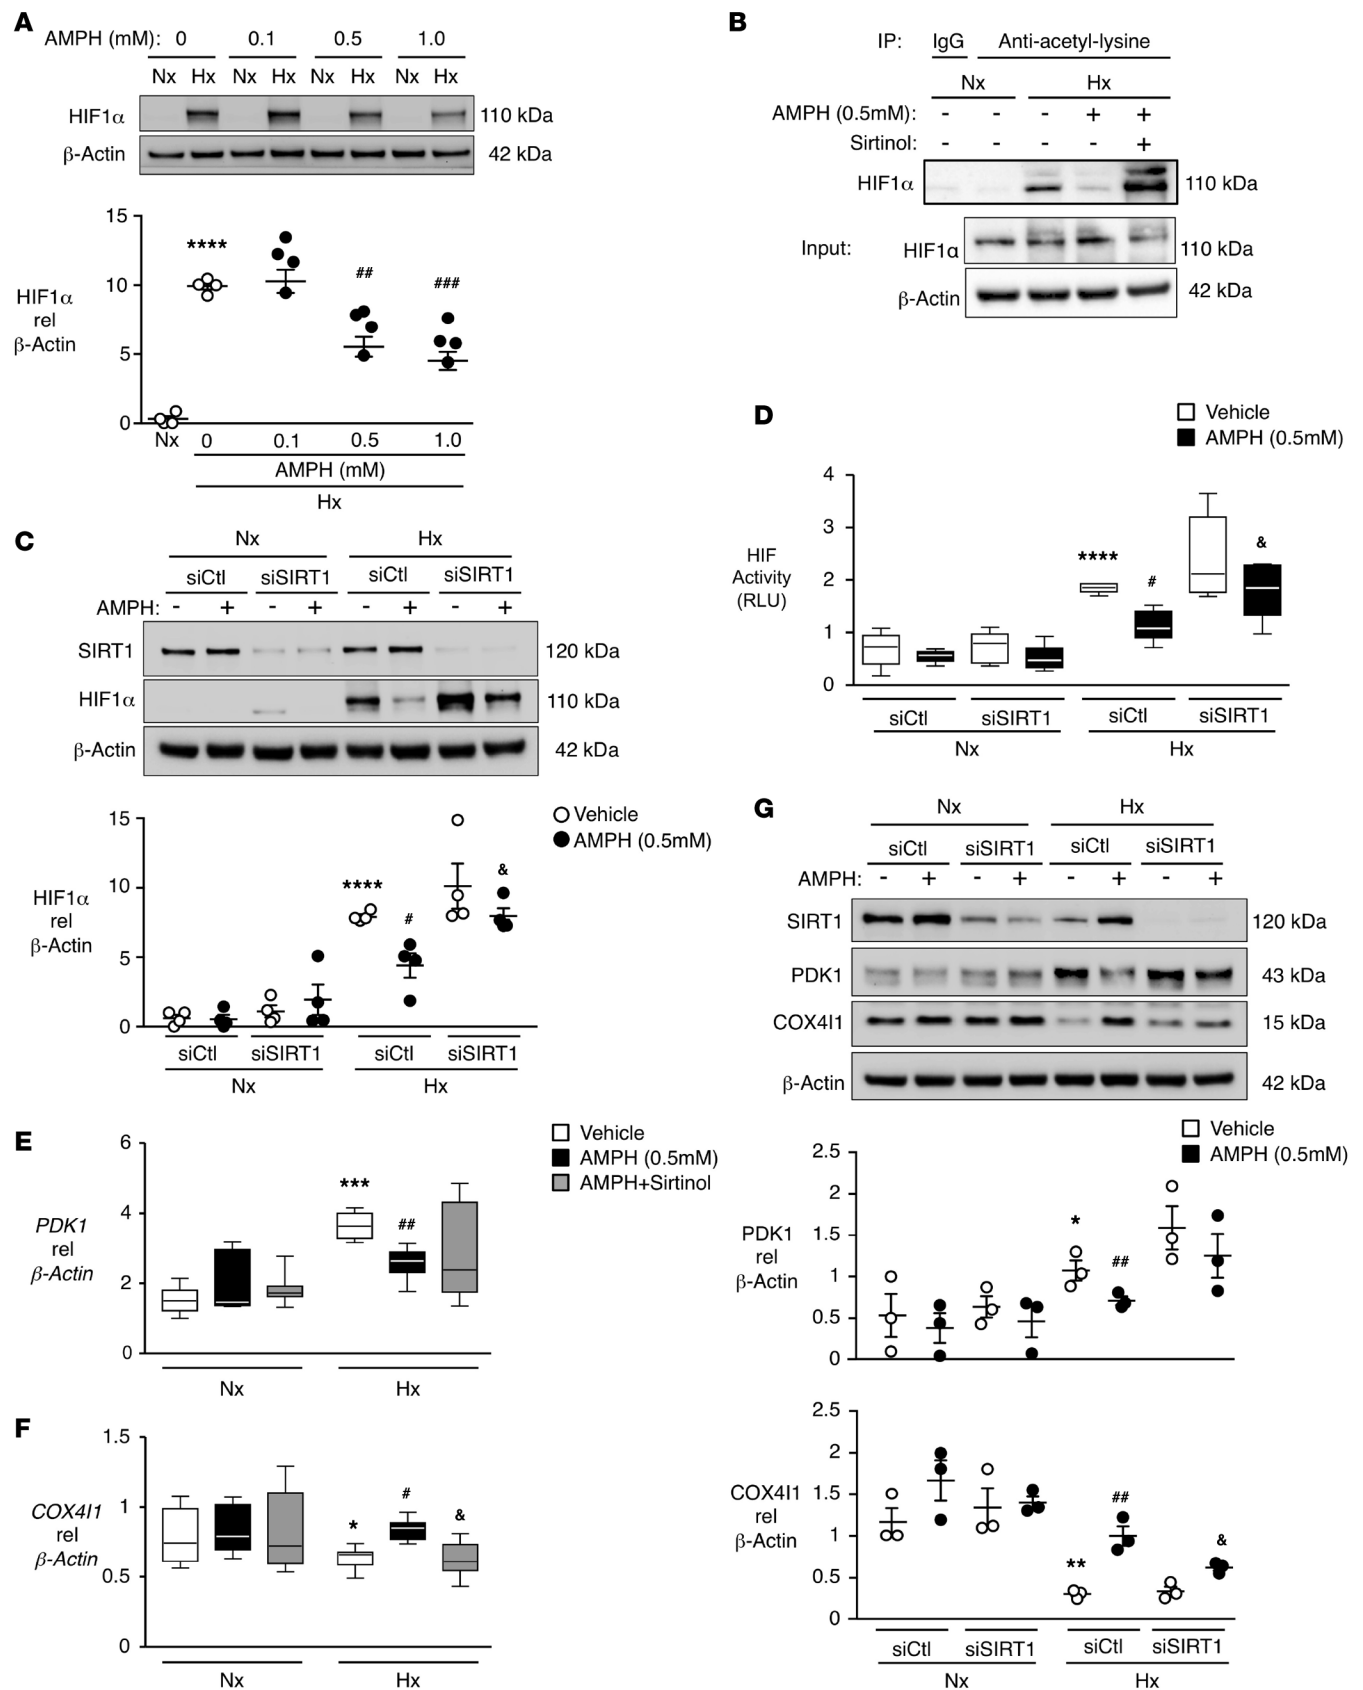 A
AMPH (mM): 0 0.1 0.5 1.0
Nx Hx Nx Hx Nx Hx Nx Hx
HIF1α 110 kDa
β-Actin 42 kDa
15
10
5
0
HIF1α
rel
β-Actin
**** ## ###
Nx 0 0.1 0.5 1.0
AMPH (mM)
Hx
B
IP: IgG Anti-acetyl-lysine
Nx Hx
AMPH (0.5mM): - - - + +
Sirtinol: - - - - +
HIF1α 110 kDa
Input: HIF1α 110 kDa
β-Actin 42 kDa
C
Nx Hx
siCtl siSIRT1 siCtl siSIRT1
AMPH: - + - + - + - +
SIRT1 120 kDa
HIF1α 110 kDa
β-Actin 42 kDa
Vehicle
AMPH (0.5mM)
15
10
5
0
HIF1α
rel
β-Actin
**** # &
siCtl siSIRT1 siCtl siSIRT1
Nx Hx
D
Vehicle
AMPH (0.5mM)
4
3
2
1
0
HIF
Activity
(RLU)
**** # &
siCtl siSIRT1 siCtl siSIRT1
Nx Hx
E
Vehicle
AMPH (0.5mM)
AMPH+Sirtinol
6
4
2
0
PDK1
rel
β-Actin
*** ##
Nx Hx
F
1.5
1
0.5
0
COX4I1
rel
β-Actin
* # &
Nx Hx
G
Nx Hx
siCtl siSIRT1 siCtl siSIRT1
AMPH: - + - + - + - +
SIRT1 120 kDa
PDK1 43 kDa
COX4I1 15 kDa
β-Actin 42 kDa
Vehicle
AMPH (0.5mM)
2.5
2
1.5
1
0.5
0
PDK1
rel
β-Actin
* ##
2.5
2
1.5
1
0.5
0
COX4I1
rel
β-Actin
** ## &
siCtl siSIRT1 siCtl siSIRT1
Nx Hx